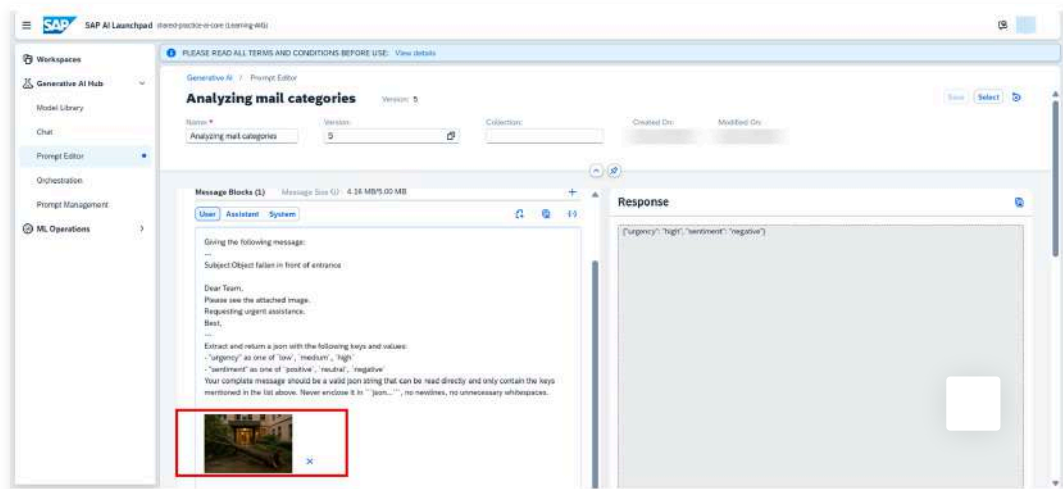 SAP
SAP AI Launchpad
PLEASE READ ALL TERMS AND CONDITIONS BEFORE USE: View details
Workspaces
Generative AI Hub
Model Library
Chat
Prompt Editor
Orchestration
Prompt Management
ML Operations
Generative AI / Prompt Editor
Analyzing mail categories Version: 5
Save Select
Name: * Version: Collection: Created On: Modified On:
Analyzing mail categories 5
Message Blocks (1) 4.16 MB/5.00 MB
User Assistant System
Giving the following message:
---
Subject:Object fallen in front of entrance
Dear Team,
Please see the attached image.
Requesting urgent assistance.
Best,
---
Extract and return a json with the following keys and values:
- "urgency" as one of `low`, `medium`, `high`
- "sentiment" as one of `positive`, `neutral`, `negative`
Your complete message should be a valid json string that can be read directly and only contain the keys
mentioned in the list above. Never enclose it in ```json...```, no newlines, no unnecessary whitespaces.
Response
{"urgency": "high", "sentiment": "negative"}